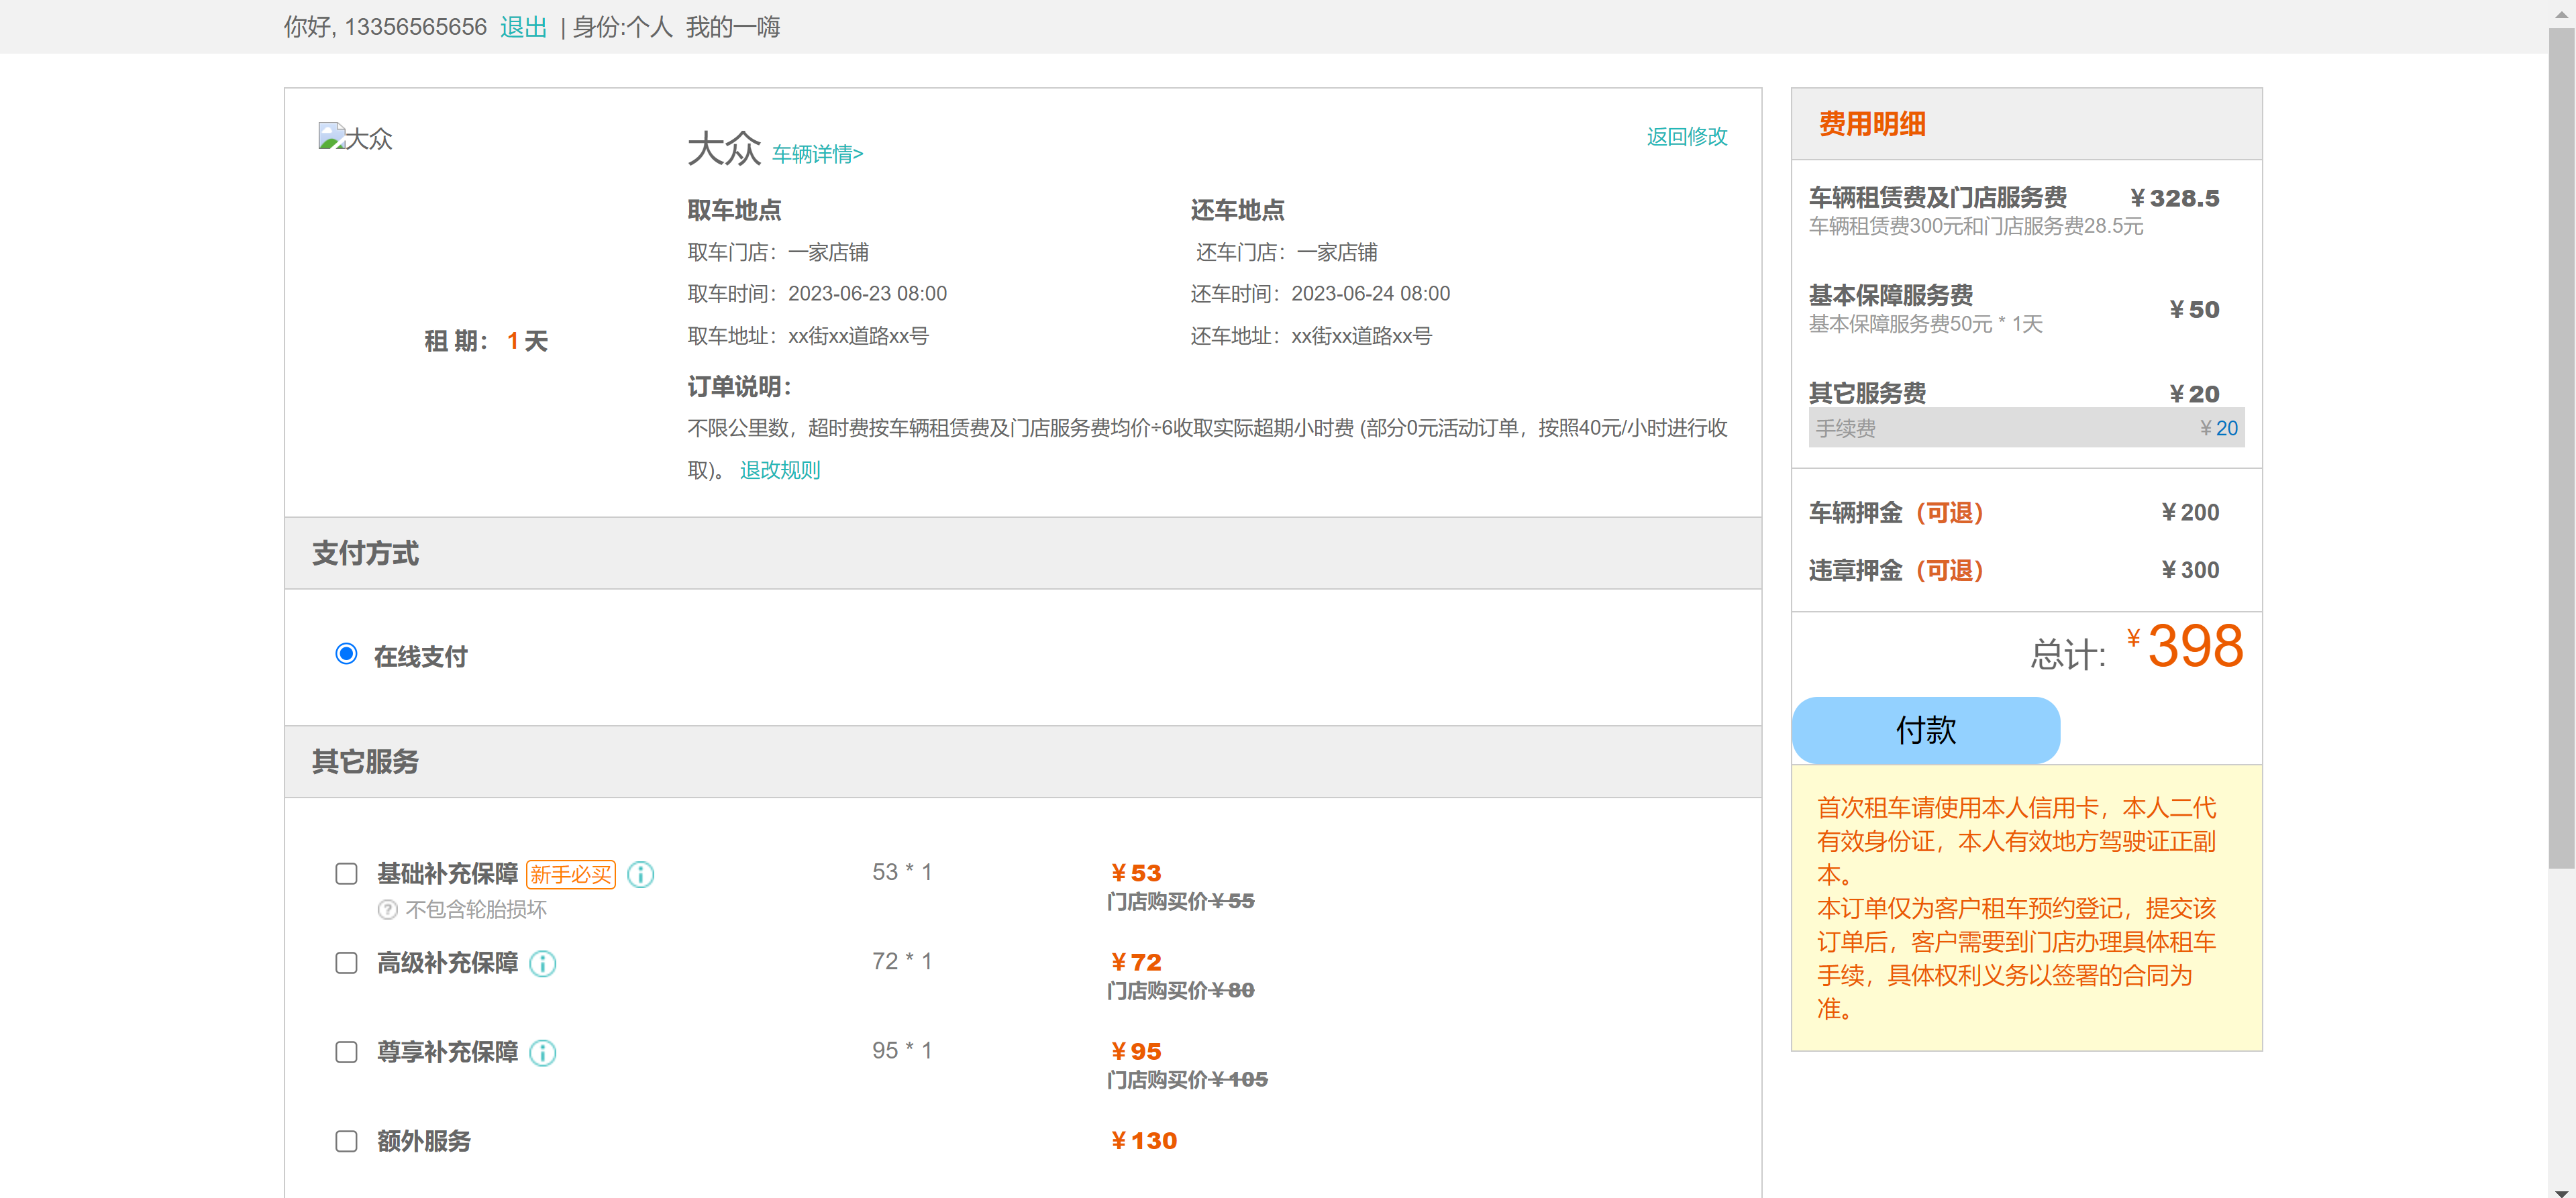 你好, 13356565656 退出 | 身份:个人 我的一嗨
大众
大众 车辆详情>
返回修改
租 期： 1 天
取车地点
取车门店：一家店铺
取车时间：2023-06-23 08:00
取车地址：xx街xx道路xx号
还车地点
还车门店：一家店铺
还车时间：2023-06-24 08:00
还车地址：xx街xx道路xx号
订单说明：
不限公里数，超时费按车辆租赁费及门店服务费均价÷6收取实际超期小时费 (部分0元活动订单，按照40元/小时进行收
取)。 退改规则
支付方式
在线支付
其它服务
基础补充保障 新手必买 53 * 1 ¥53
不包含轮胎损坏 门店购买价¥55
高级补充保障 72 * 1 ¥72
门店购买价¥80
尊享补充保障 95 * 1 ¥95
门店购买价¥105
额外服务 ¥130
费用明细
车辆租赁费及门店服务费 ¥328.5
车辆租赁费300元和门店服务费28.5元
基本保障服务费 ¥50
基本保障服务费50元 * 1天
其它服务费 ¥20
手续费 ¥20
车辆押金（可退） ¥200
违章押金（可退） ¥300
总计: ¥398
付款
首次租车请使用本人信用卡，本人二代
有效身份证，本人有效地方驾驶证正副
本。
本订单仅为客户租车预约登记，提交该
订单后，客户需要到门店办理具体租车
手续，具体权利义务以签署的合同为
准。